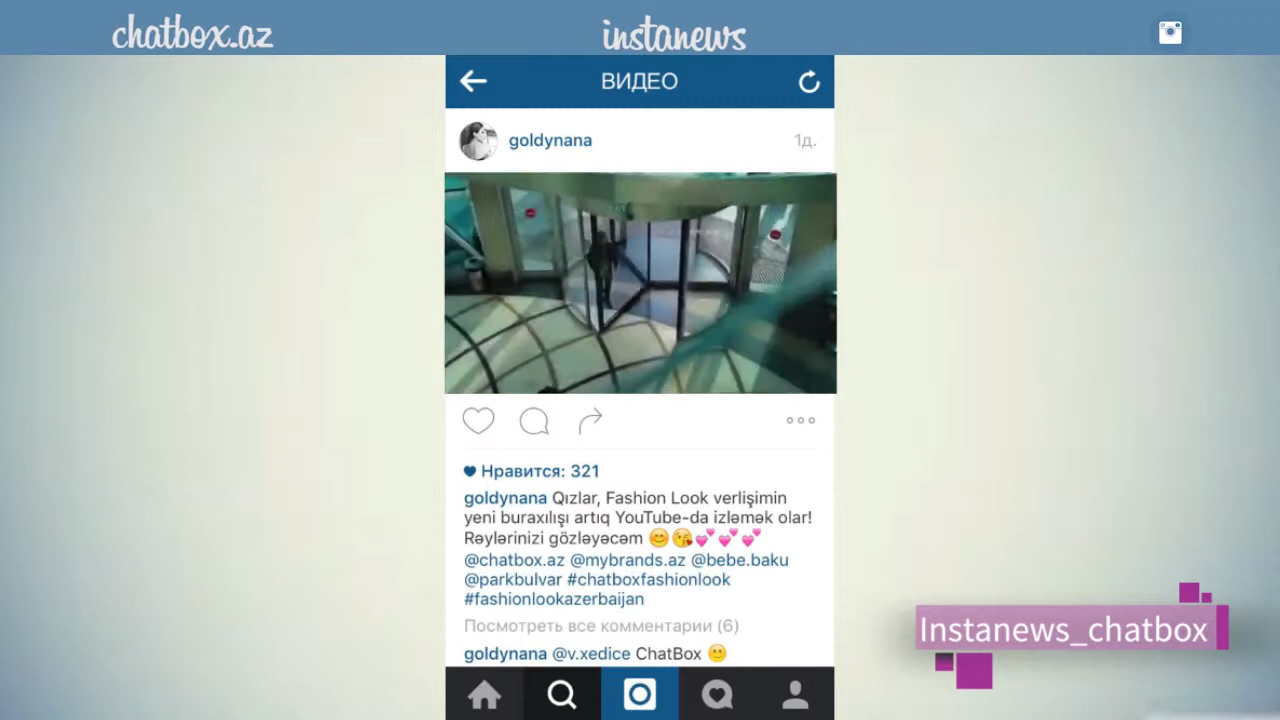 chatbox.az
instanews
ВИДЕО
goldynana
1д.
Нравится: 321
goldynana Qızlar, Fashion Look verlişimin
yeni buraxılışı artıq YouTube-da izləmək olar!
Rəylərinizi gözləyəcəm 😊😘💕💕💕
@chatbox.az @mybrands.az @bebe.baku
@parkbulvar #chatboxfashionlook
#fashionlookazerbaijan
Посмотреть все комментарии (6)
goldynana @v.xedice ChatBox 🙂
Instanews_chatbox